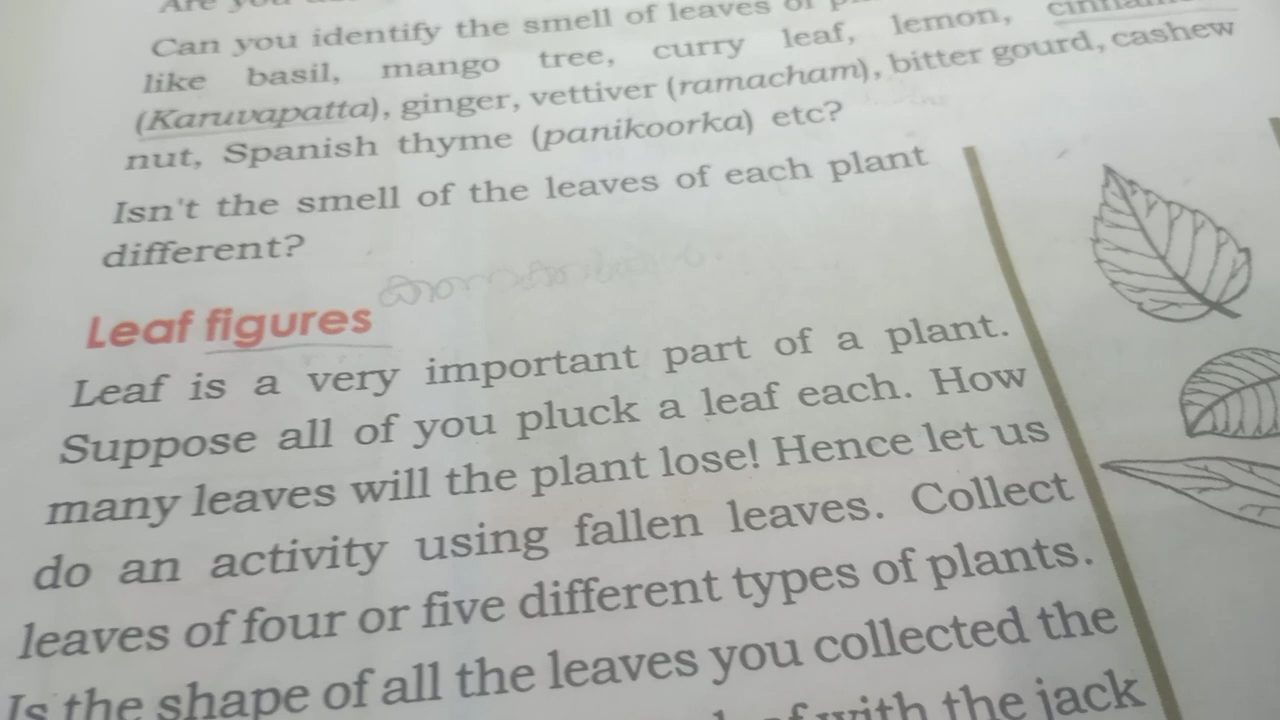 Can you identify the smell of leaves of
like basil, mango tree, curry leaf, lemon,
(Karuvapatta), ginger, vettiver (ramacham), bitter gourd, cashew
nut, Spanish thyme (panikoorka) etc?
Isn't the smell of the leaves of each plant
different?
Leaf figures
Leaf is a very important part of a plant.
Suppose all of you pluck a leaf each. How
many leaves will the plant lose! Hence let us
do an activity using fallen leaves. Collect
leaves of four or five different types of plants.
Is the shape of all the leaves you collected the
with the jack